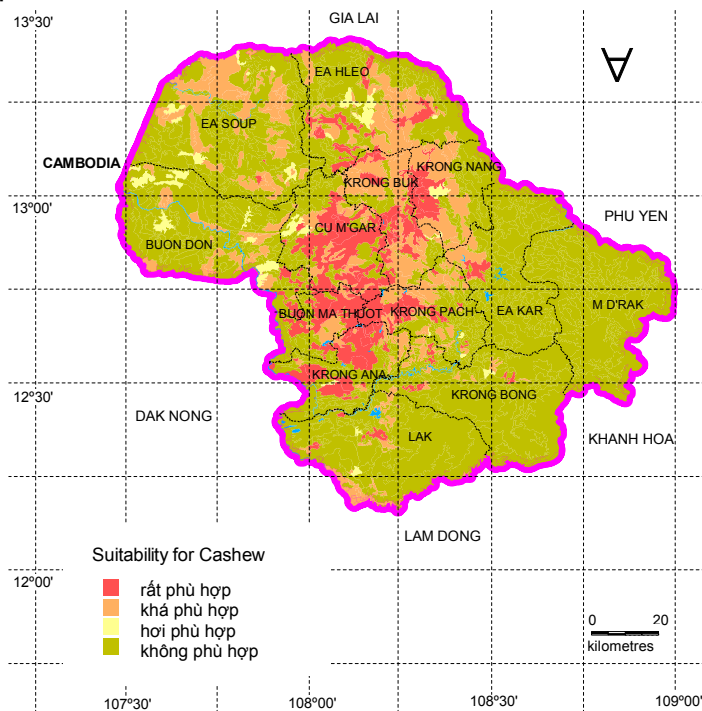 13°30'
GIA LAI
EA HLEO
EA SOUP
CAMBODIA
KRONG NANG
KRONG BUK
13°00'
PHU YEN
CU M'GAR
BUON DON
M D'RAK
BUON MA THUOT
KRONG PACH
EA KAR
KRONG ANA
12°30'
KRONG BONG
DAK NONG
LAK
KHANH HOA
LAM DONG
Suitability for Cashew
rất phù hợp
khá phù hợp
hơi phù hợp
không phù hợp
12°00'
0 20
kilometres
107°30' 108°00' 108°30' 109°00'